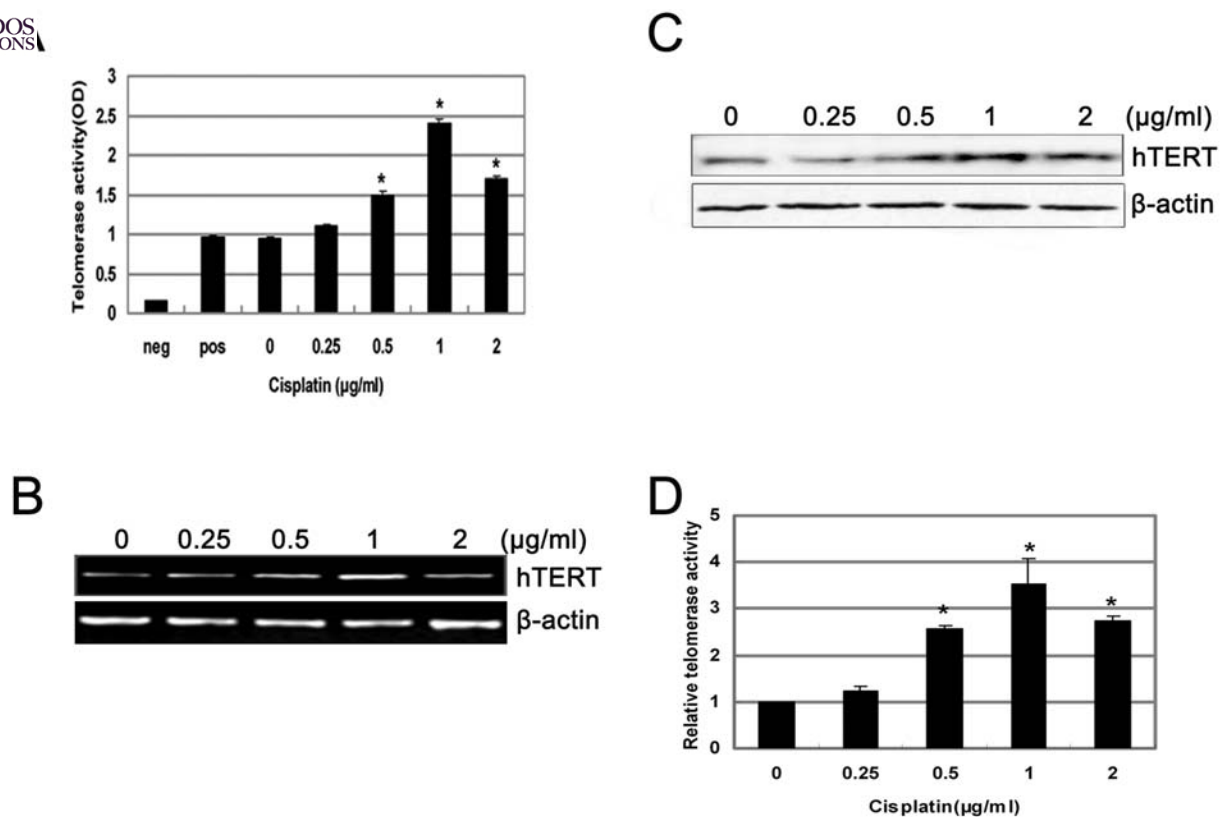 DOS
IONS
3
2.5
2
1.5
1
0.5
0
Telomerase activity(OD)
*
*
*
neg pos 0 0.25 0.5 1 2
Cisplatin (µg/ml)
B
0 0.25 0.5 1 2 (µg/ml)
hTERT
β-actin
C
0 0.25 0.5 1 2 (µg/ml)
hTERT
β-actin
D
5
4
3
2
1
0
Relative telomerase activity
*
*
*
0 0.25 0.5 1 2
Cisplatin(µg/ml)